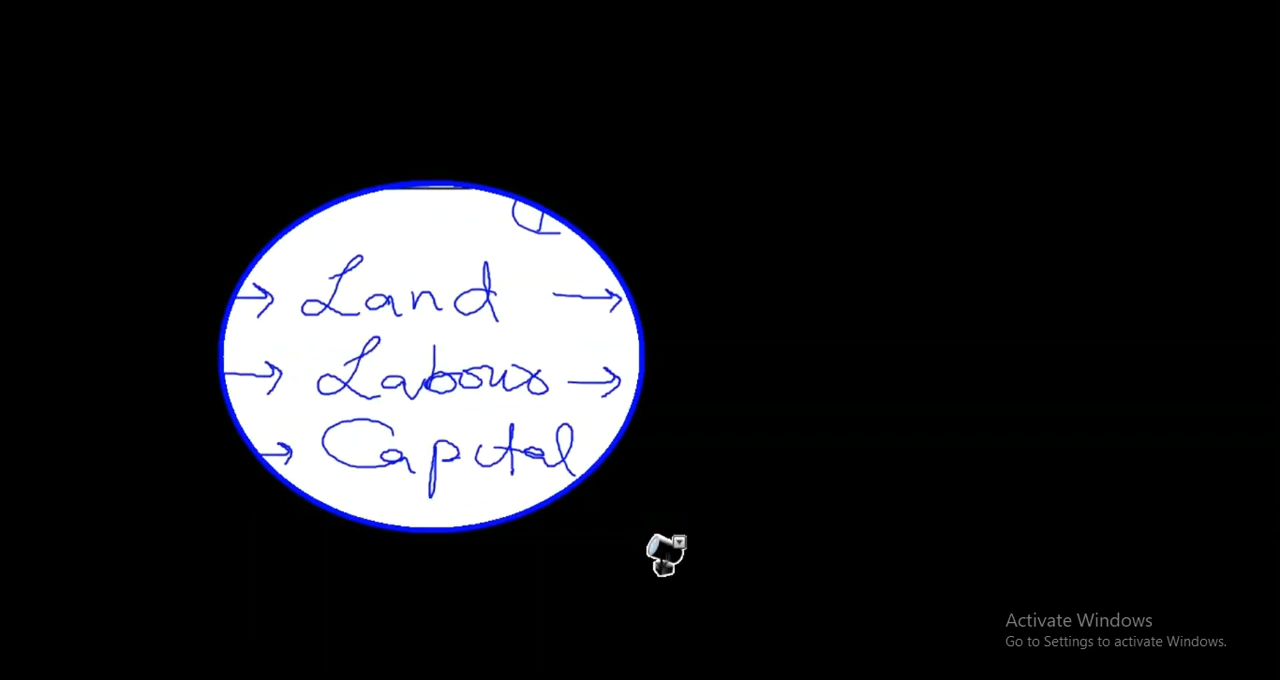 → Land →
→ Labour →
→ Capital
Activate Windows
Go to Settings to activate Windows.